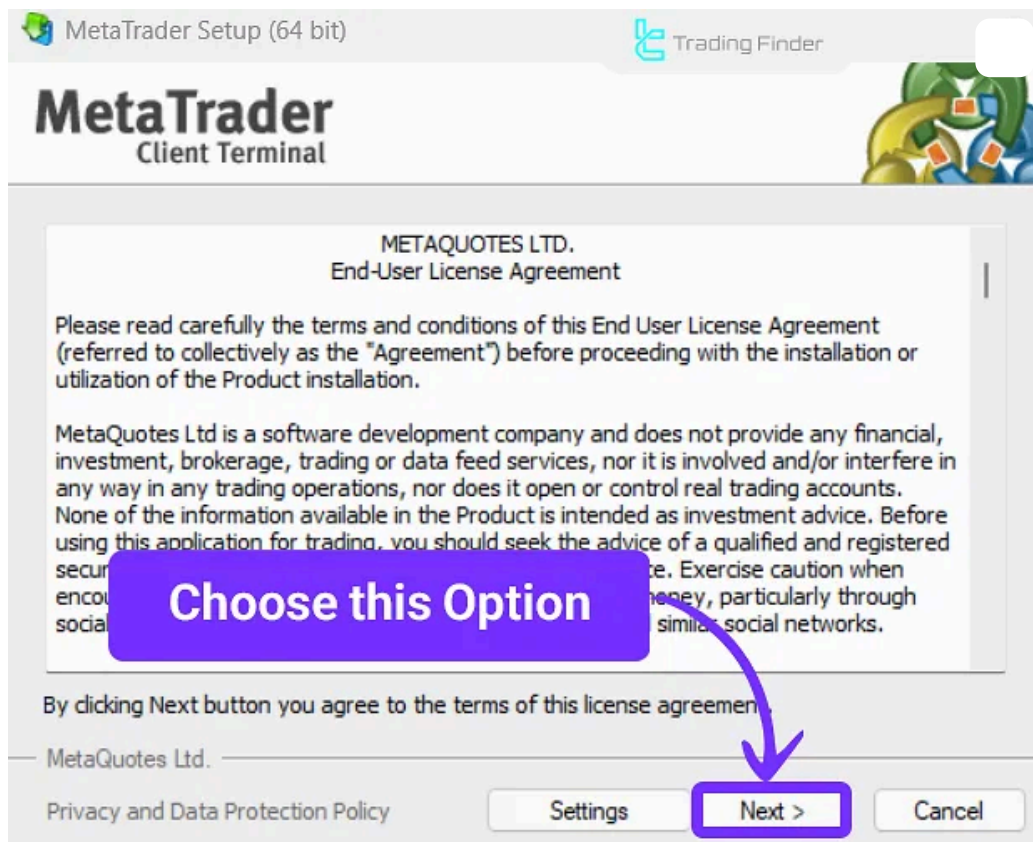 MetaTrader Setup (64 bit)
Trading Finder
MetaTrader
Client Terminal
METAQUOTES LTD.
End-User License Agreement
Please read carefully the terms and conditions of this End User License Agreement
(referred to collectively as the "Agreement") before proceeding with the installation or
utilization of the Product installation.
MetaQuotes Ltd is a software development company and does not provide any financial,
investment, brokerage, trading or data feed services, nor it is involved and/or interfere in
any way in any trading operations, nor does it open or control real trading accounts.
None of the information available in the Product is intended as investment advice. Before
using this application for trading, you should seek the advice of a qualified and registered
Exercise caution when
particularly through
similar social networks.
Choose this Option
By clicking Next button you agree to the terms of this license agreement.
MetaQuotes Ltd.
Privacy and Data Protection Policy
Settings
Next >
Cancel